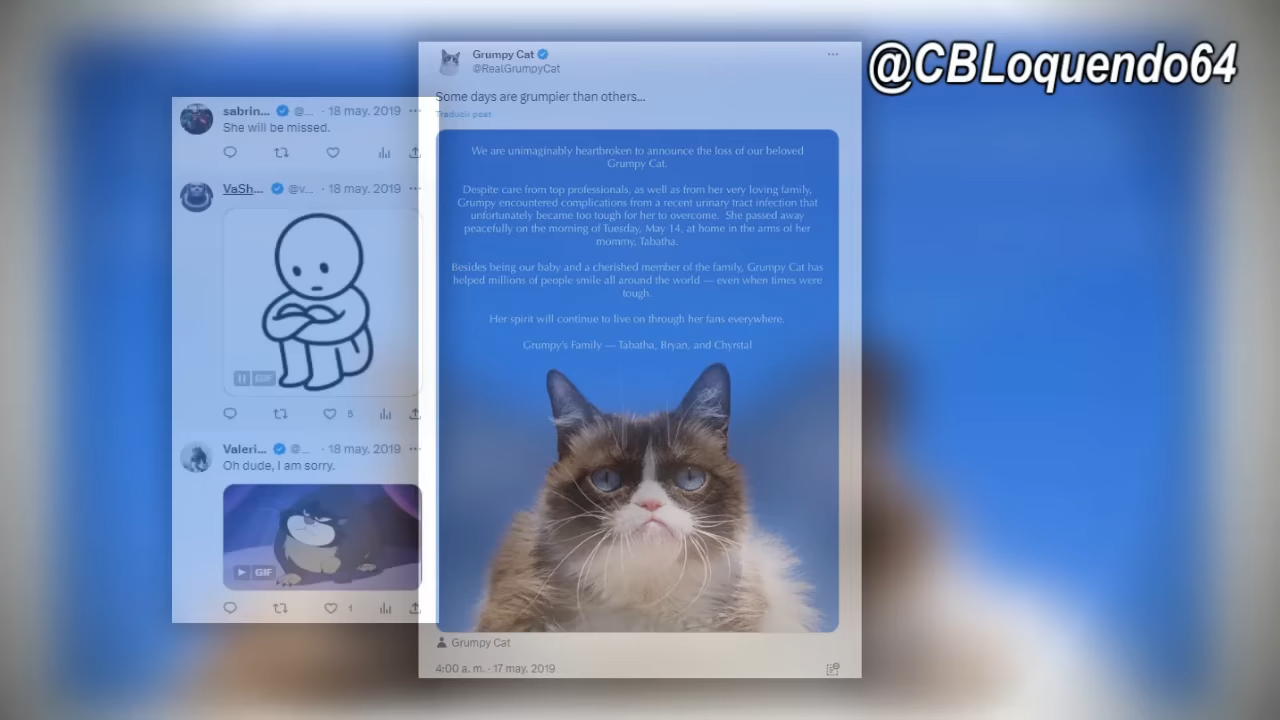 @CBLoquendo64
Grumpy Cat
@RealGrumpyCat
Some days are grumpier than others...
Traducir post
We are unimaginably heartbroken to announce the loss of our beloved
Grumpy Cat.
Despite care from top professionals, as well as from her very loving family,
Grumpy encountered complications from a recent urinary tract infection that
unfortunately became too tough for her to overcome. She passed away
peacefully on the morning of Tuesday, May 14, at home in the arms of her
mommy, Tabatha.
Besides being our baby and a cherished member of the family, Grumpy Cat has
helped millions of people smile all around the world — even when times were
tough.
Her spirit will continue to live on through her fans everywhere.
Grumpy's Family — Tabatha, Bryan, and Chyrstal
Grumpy Cat
4:00 a. m. · 17 may. 2019
sabrin... @... · 18 may. 2019
She will be missed.
VaSh... @v... · 18 may. 2019
GIF
8
Valeri... @... · 18 may. 2019
Oh dude, I am sorry.
GIF
1